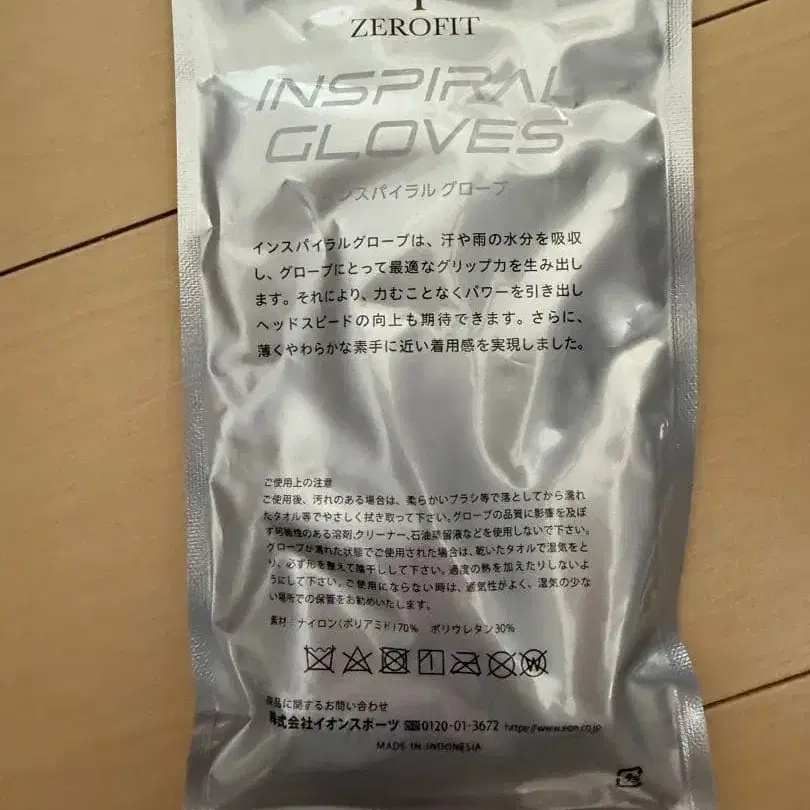 ZEROFIT
INSPIRAL
GLOVES
インスパイラル グローブ
インスパイラルグローブは、汗や雨の水分を吸収
し、グローブにとって最適なグリップ力を生み出し
ます。それにより、力むことなくパワーを引き出し
ヘッドスピードの向上も期待できます。さらに、
薄くやわらかな素手に近い着用感を実現しました。
ご使用上の注意
ご使用後、汚れのある場合は、柔らかいブラシ等で落としてから濡れ
たタオル等でやさしく拭き取って下さい。グローブの品質に影響を及ぼ
す可能性のある溶剤、クリーナー、石油蒸留液などを使用しないで下さい。
グローブが濡れた状態でご使用された場合は、乾いたタオルで湿気をと
り、必ず形を整えて陰干しして下さい。過度の熱を加えたりしないよ
うにして下さい。ご使用にならない時は、通気性がよく、湿気の少な
い場所での保管をお勧めいたします。
素材：ナイロン(ポリアミド)70% ポリウレタン30%
商品に関するお問い合わせ
株式会社イオンスポーツ 0120-01-3672 https://www.eon.co.jp
MADE IN INDONESIA